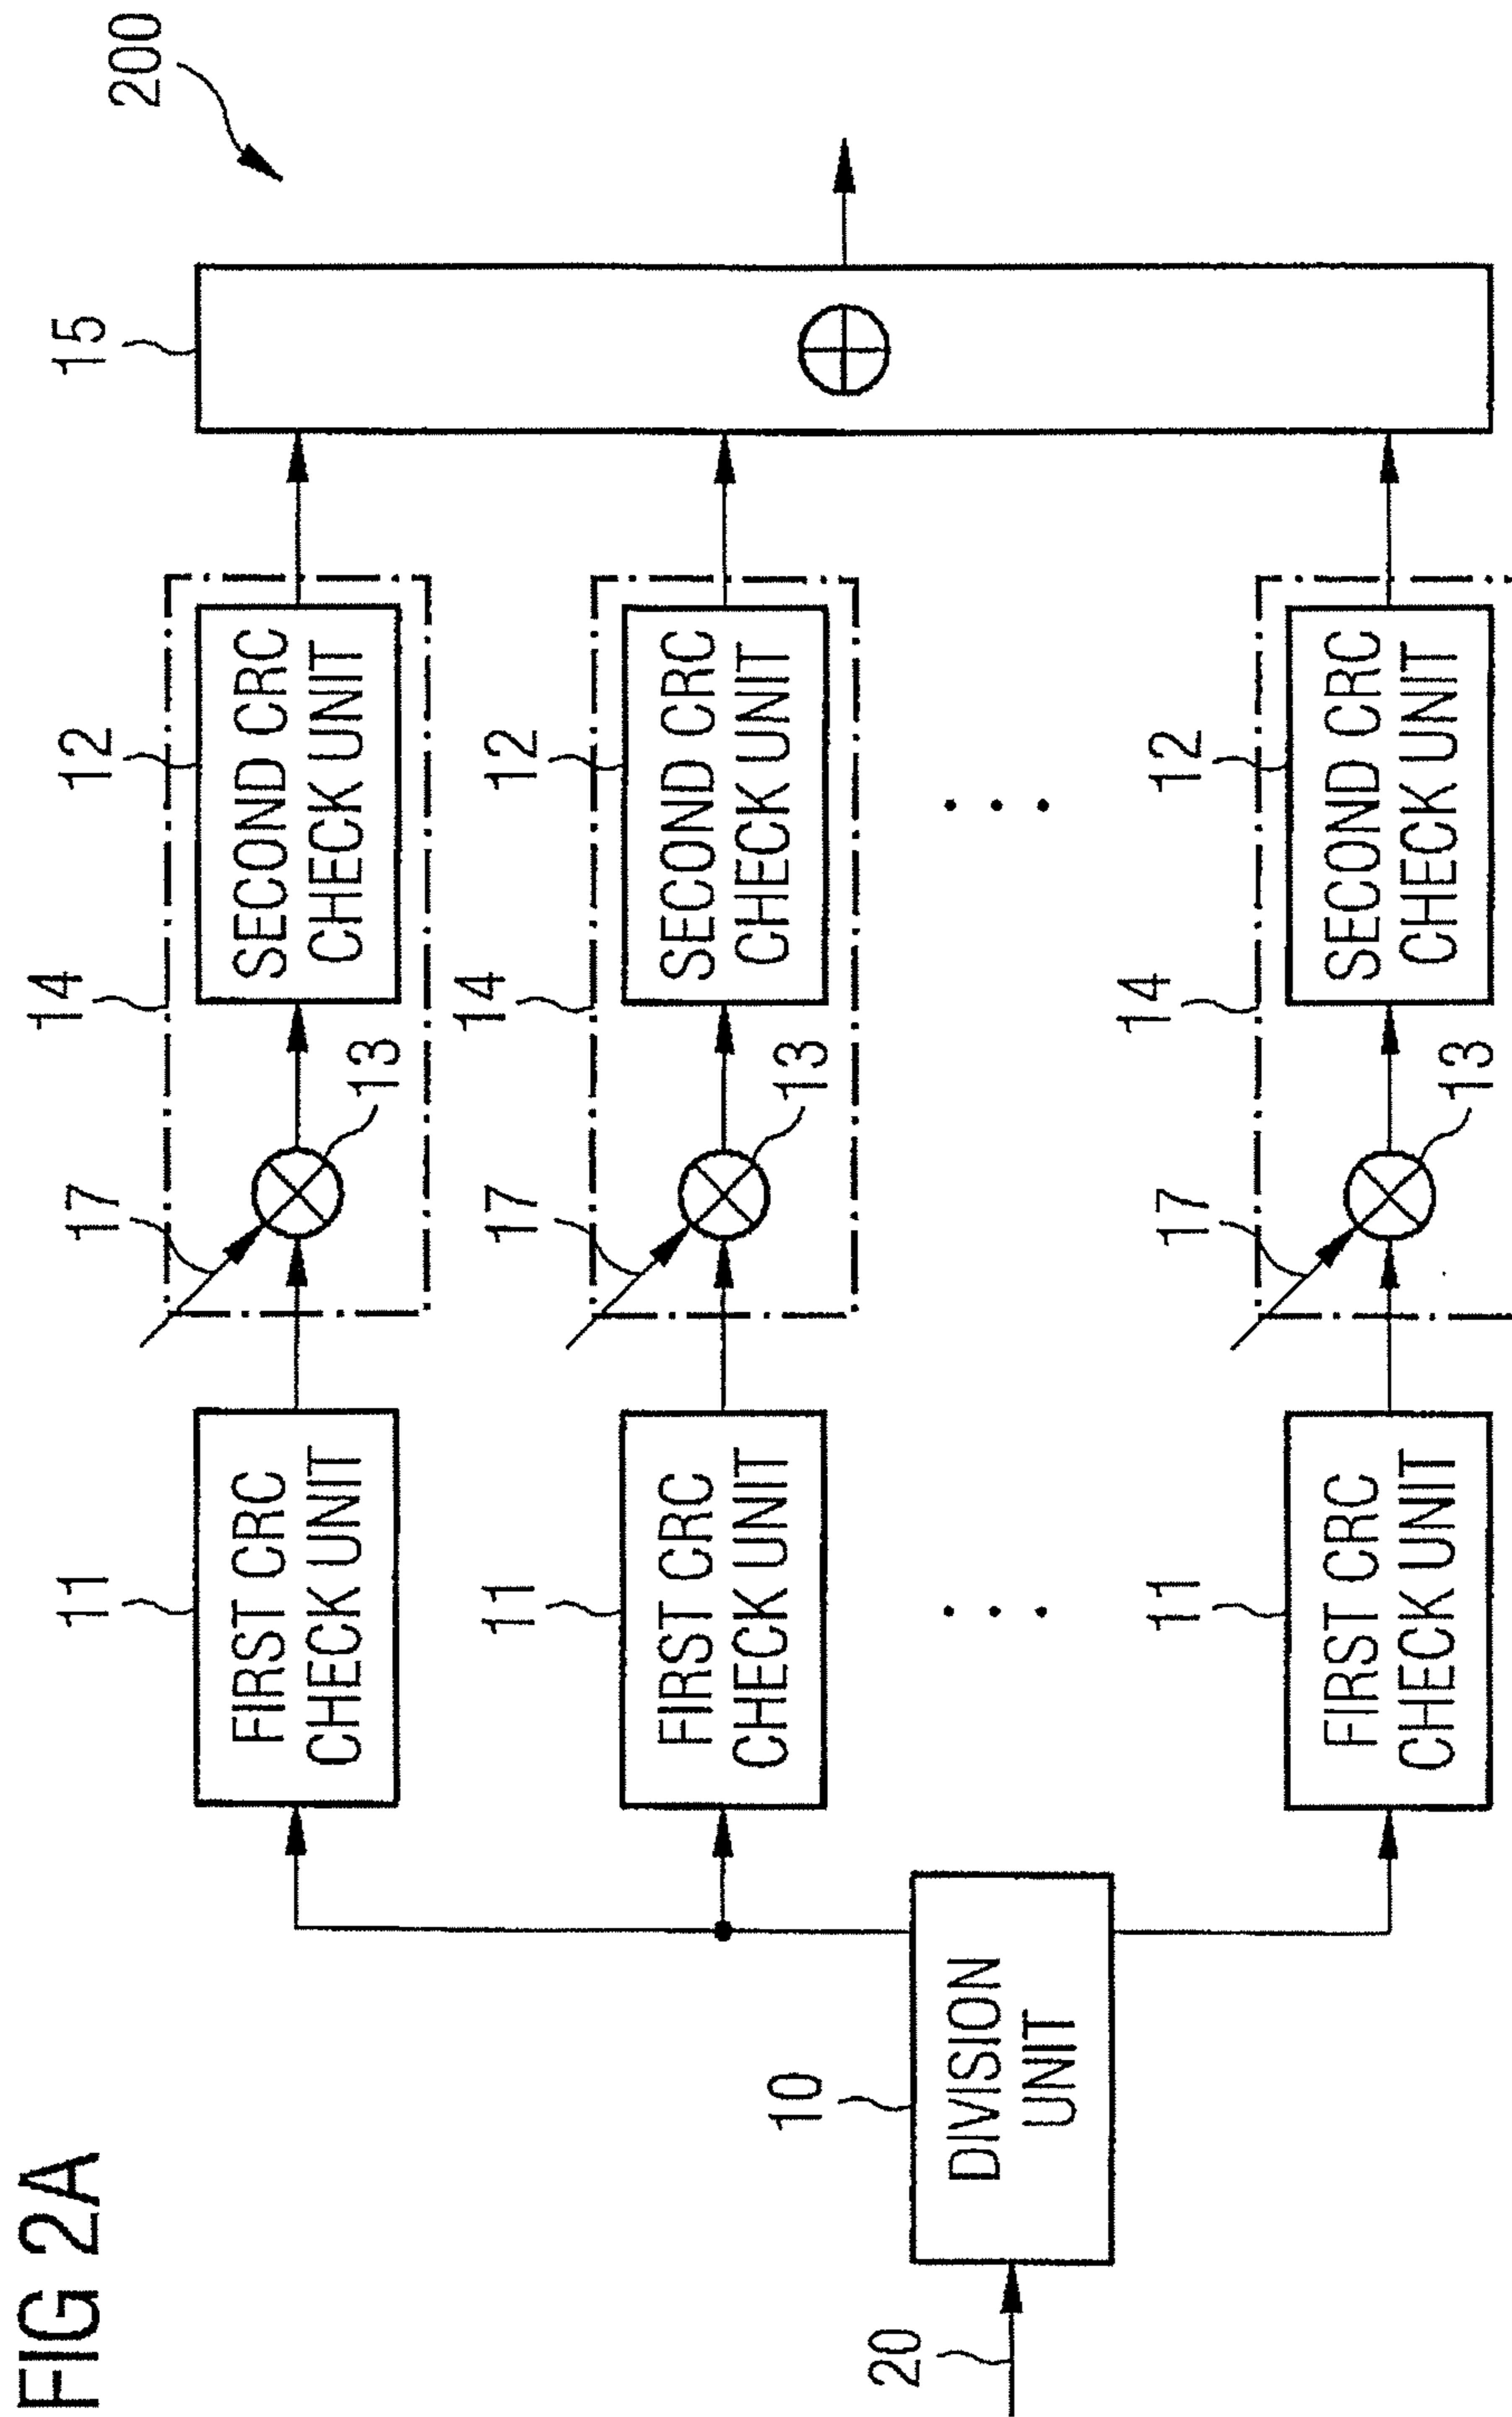 FIG 2A
200
20
10
DIVISION
UNIT
11
FIRST CRC
CHECK UNIT
17
13
14
12
SECOND CRC
CHECK UNIT
15
11
FIRST CRC
CHECK UNIT
17
13
14
12
SECOND CRC
CHECK UNIT
11
FIRST CRC
CHECK UNIT
17
13
14
12
SECOND CRC
CHECK UNIT